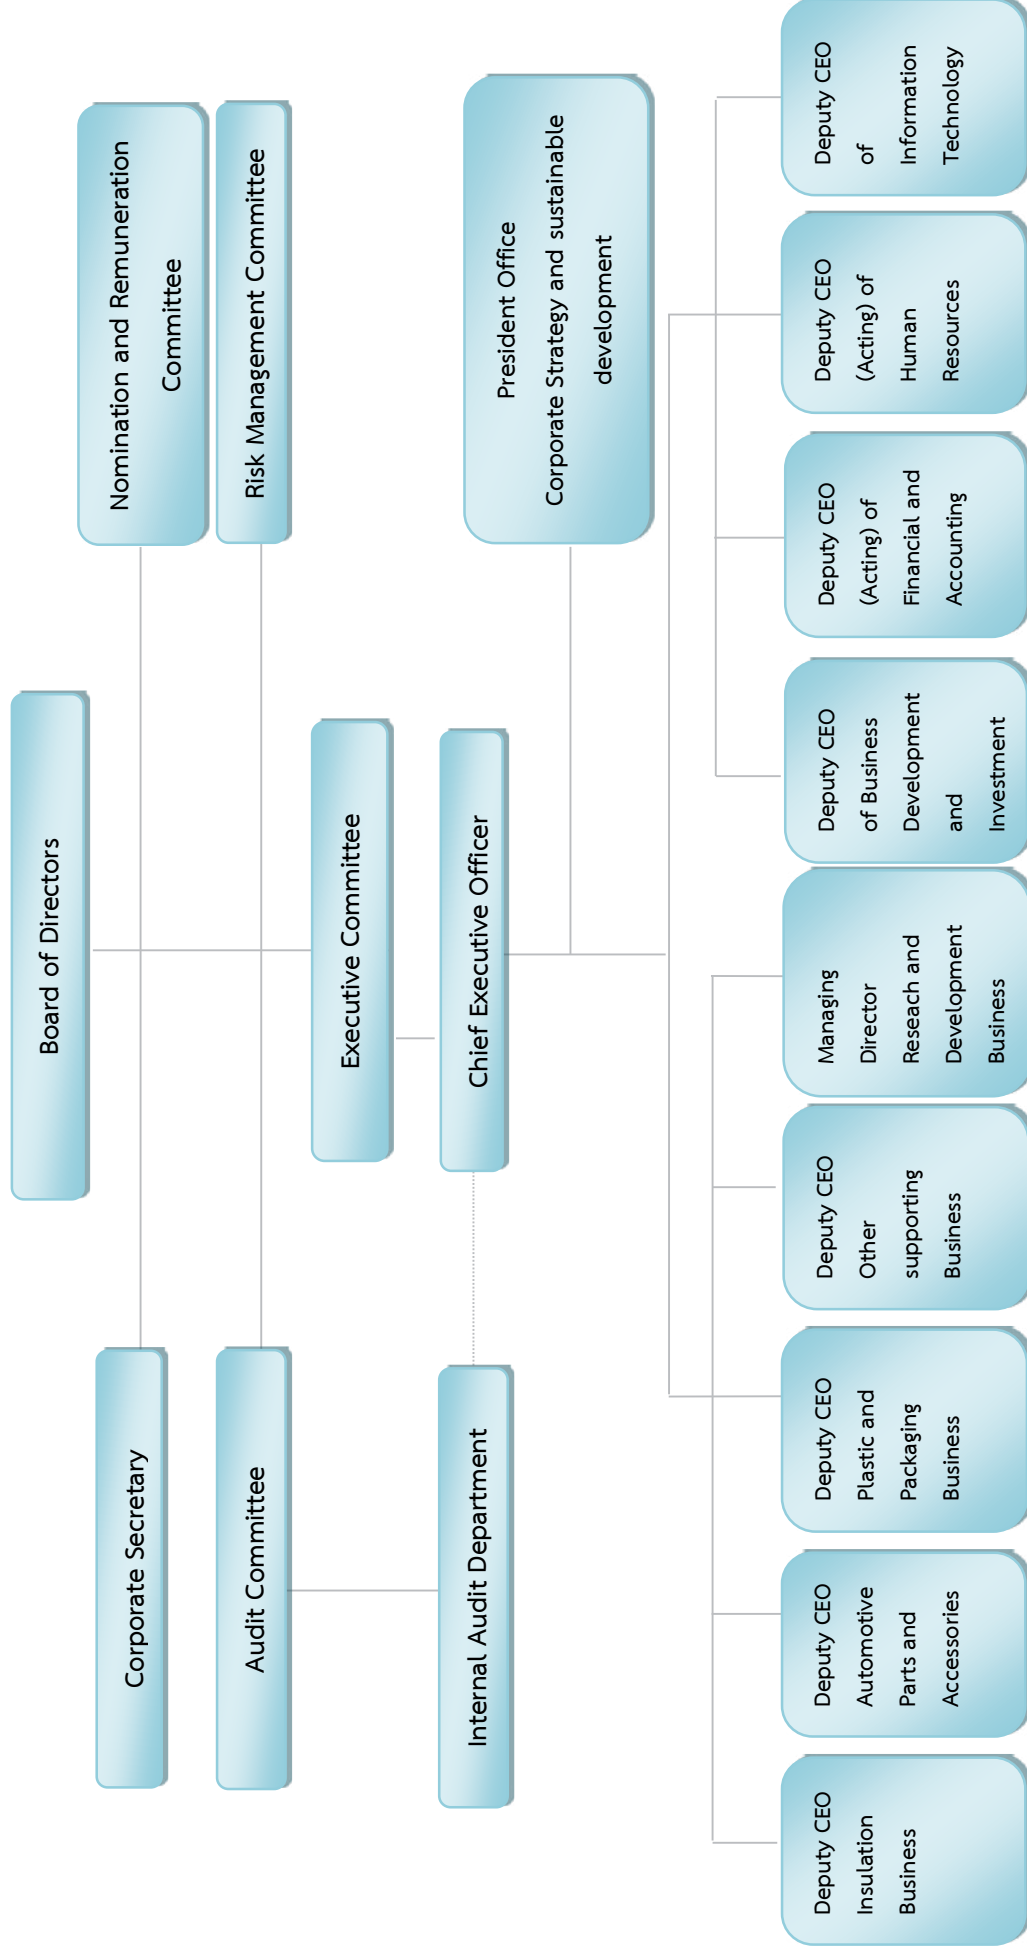 Board of Directors
Corporate Secretary
Nomination and Remuneration
Committee
Audit Committee
Risk Management Committee
Executive Committee
Chief Executive Officer
Internal Audit Department
President Office
Corporate Strategy and sustainable
development
Deputy CEO
Insulation
Business
Deputy CEO
Automotive
Parts and
Accessories
Deputy CEO
Plastic and
Packaging
Business
Deputy CEO
Other
supporting
Business
Managing
Director
Reseach and
Development
Business
Deputy CEO
of Business
Development
and
Investment
Deputy CEO
(Acting) of
Financial and
Accounting
Deputy CEO
(Acting) of
Human
Resources
Deputy CEO
of
Information
Technology